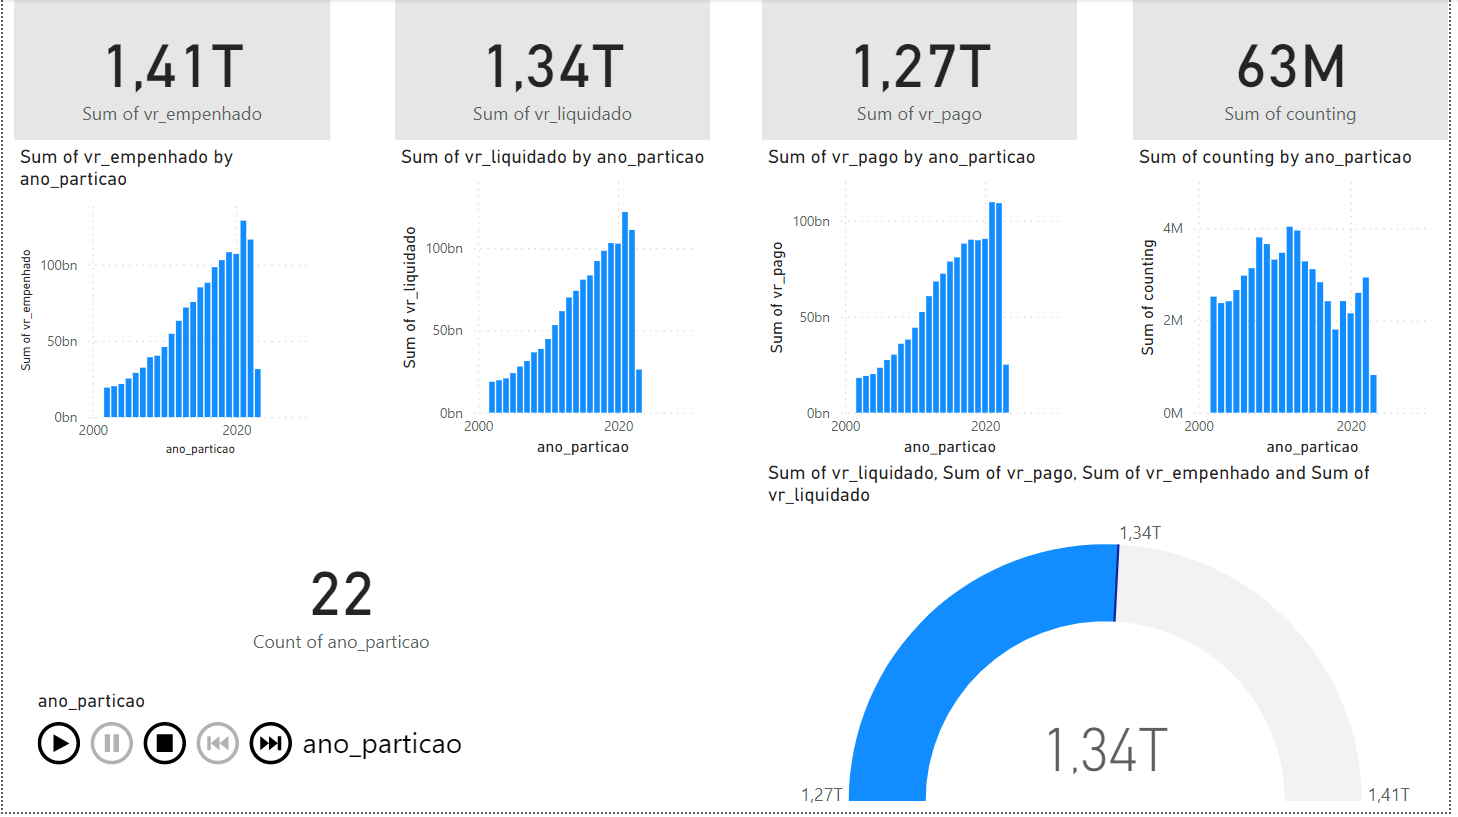 1,41T
Sum of vr_empenhado
1,34T
Sum of vr_liquidado
1,27T
Sum of vr_pago
63M
Sum of counting
Sum of vr_empenhado by
ano_particao
Sum of vr_empenhado
100bn
50bn
0bn
2000
2020
ano_particao
Sum of vr_liquidado by ano_particao
Sum of vr_liquidado
100bn
50bn
0bn
2000
2020
ano_particao
Sum of vr_pago by ano_particao
Sum of vr_pago
100bn
50bn
0bn
2000
2020
ano_particao
Sum of counting by ano_particao
Sum of counting
4M
2M
0M
2000
2020
ano_particao
22
Count of ano_particao
ano_particao
ano_particao
Sum of vr_liquidado, Sum of vr_pago, Sum of vr_empenhado and Sum of
vr_liquidado
1,34T
1,34T
1,27T
1,41T